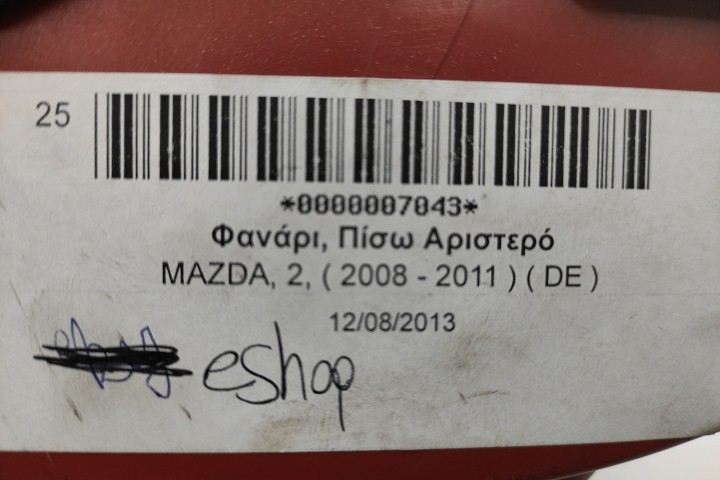 25
*0000007043*
Φανάρι, Πίσω Αριστερό
MAZDA, 2, ( 2008 - 2011 ) ( DE )
12/08/2013
eshop